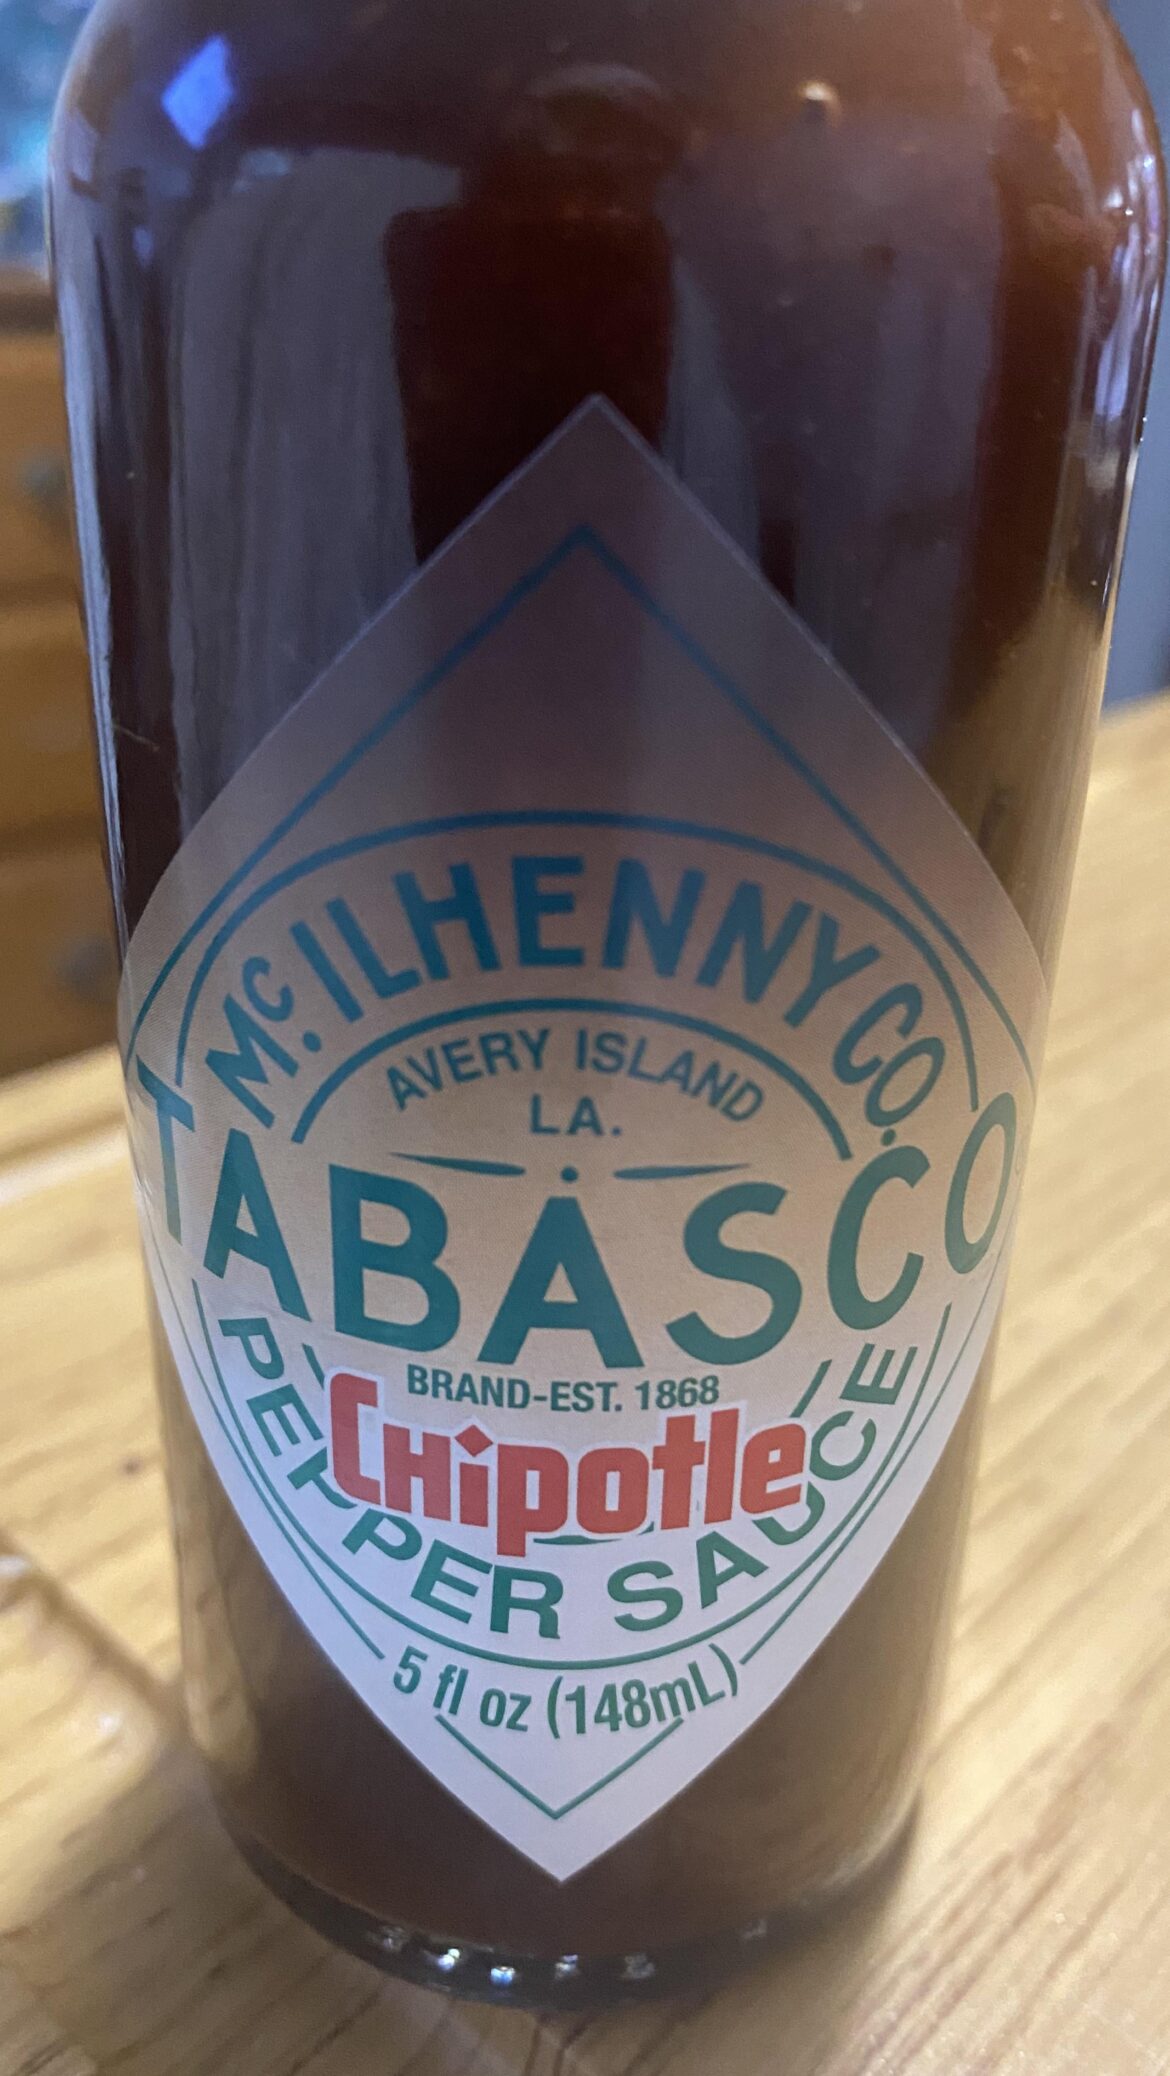 Mc. ILHENNY CO.
AVERY ISLAND
LA.
TABASCO
BRAND-EST. 1868
CHiPotle
PEPPER SAUCE
5 fl oz (148mL)